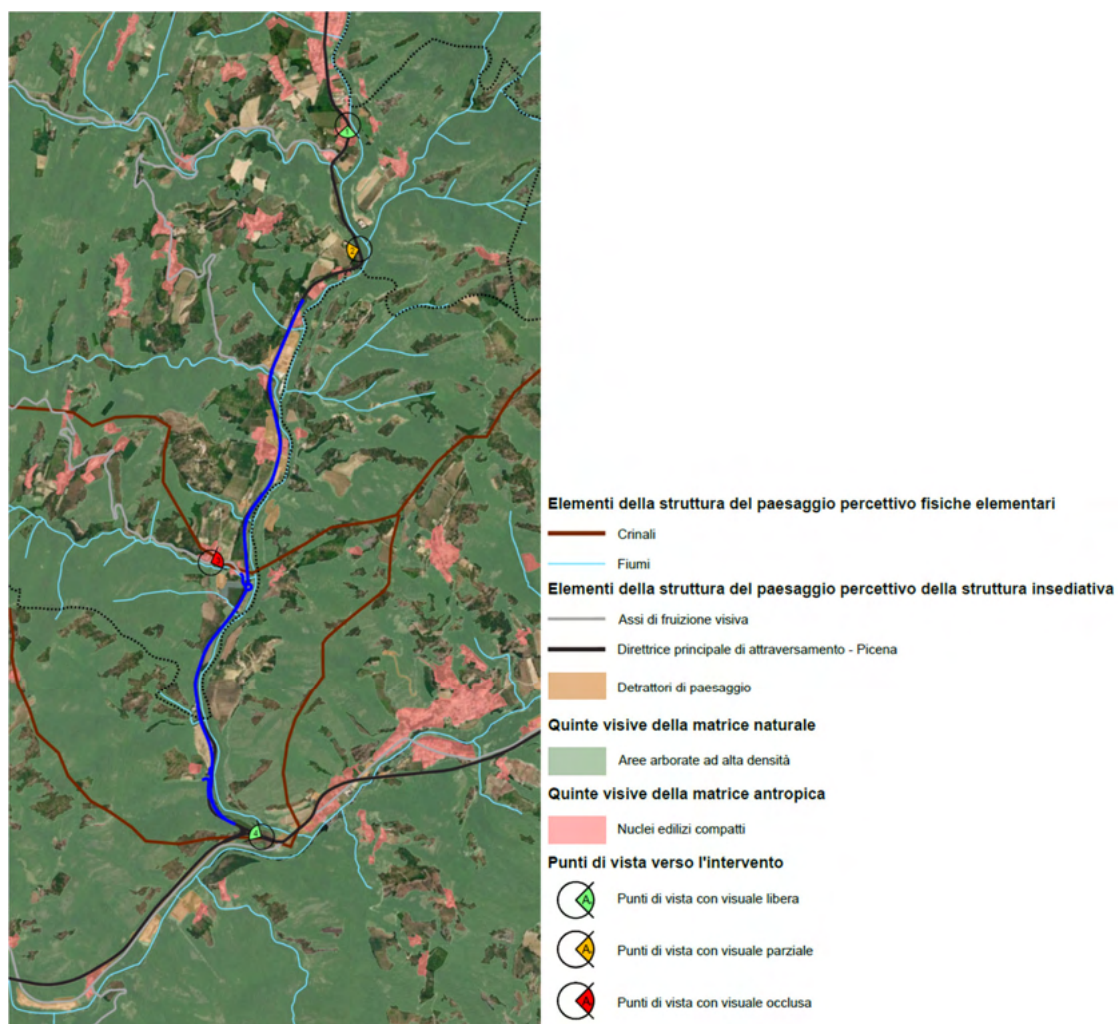 Elementi della struttura del paesaggio percettivo fisiche elementari
Crinali
Fiumi
Elementi della struttura del paesaggio percettivo della struttura insediativa
Assi di fruizione visiva
Direttrice principale di attraversamento - Picena
Detrattori di paesaggio
Quinte visive della matrice naturale
Aree arborate ad alta densità
Quinte visive della matrice antropica
Nuclei edilizi compatti
Punti di vista verso l'intervento
A
Punti di vista con visuale libera
A
Punti di vista con visuale parziale
A
Punti di vista con visuale occlusa